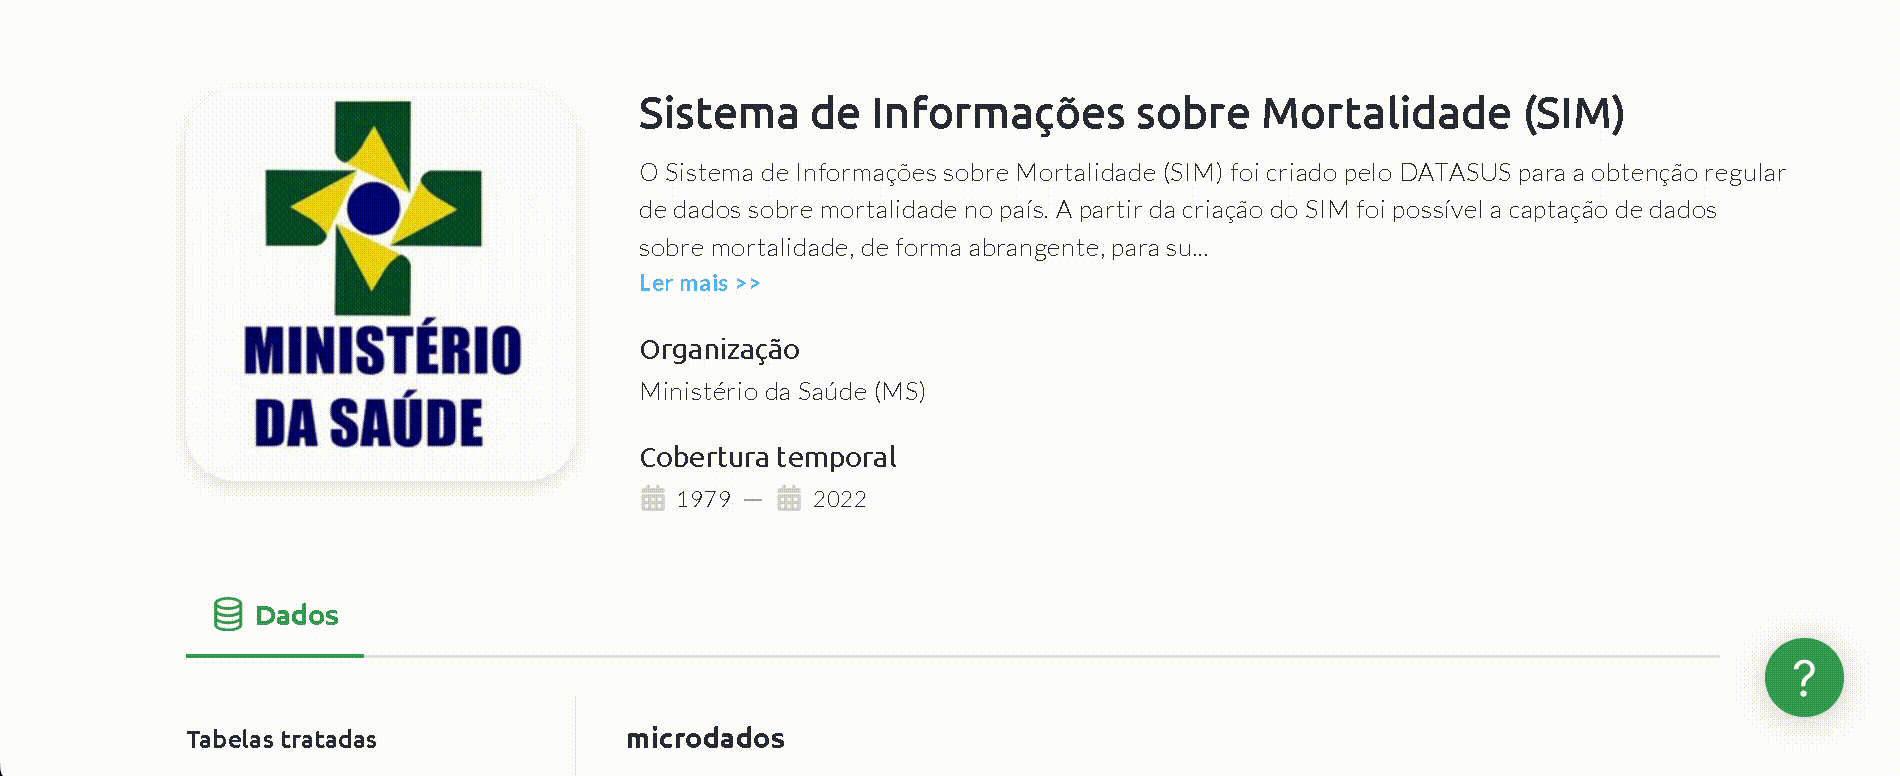 MINISTÉRIO
DA SAÚDE
Sistema de Informações sobre Mortalidade (SIM)
O Sistema de Informações sobre Mortalidade (SIM) foi criado pelo DATASUS para a obtenção regular
de dados sobre mortalidade no país. A partir da criação do SIM foi possível a captação de dados
sobre mortalidade, de forma abrangente, para su...
Ler mais >>
Organização
Ministério da Saúde (MS)
Cobertura temporal
1979 — 2022
Dados
?
Tabelas tratadas
microdados